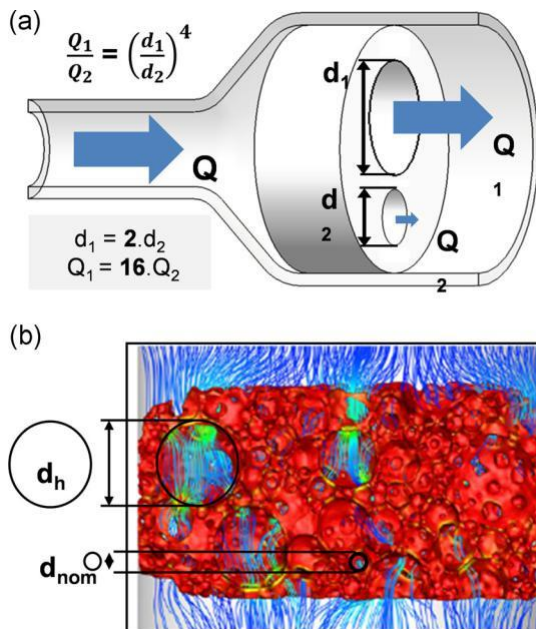 (a)
Q₁/Q₂ = (d₁/d₂)⁴
d₁
Q
Q
1
d
2
Q
2
d₁ = 2.d₂
Q₁ = 16.Q₂
(b)
dₕ
dₙₒₘ